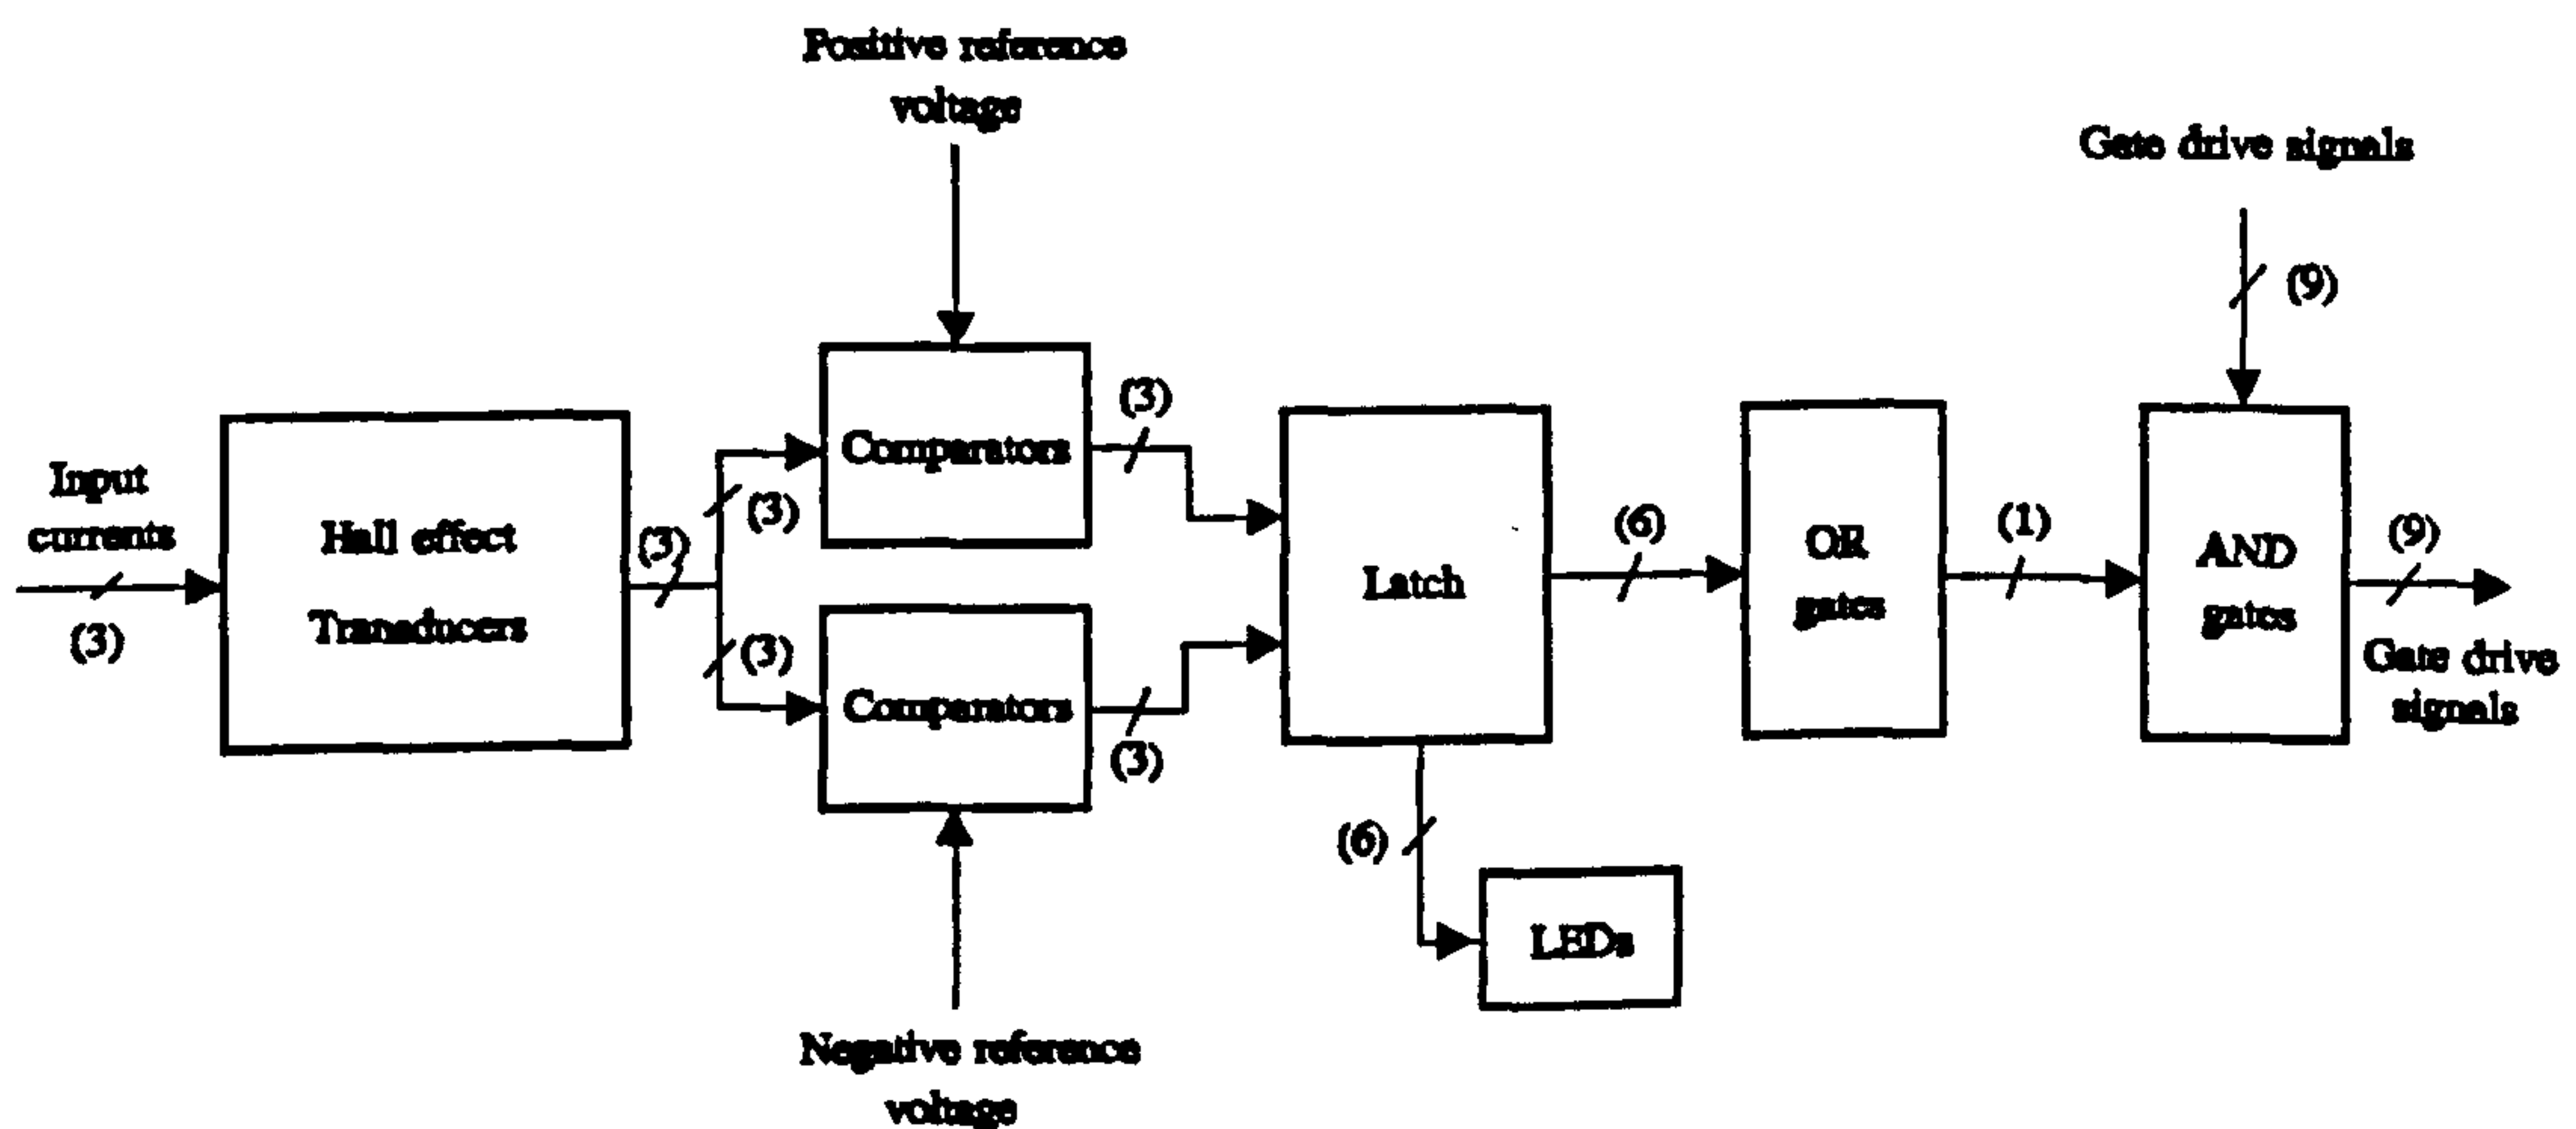 Positive reference
voltage
Gate drive signals
(9)
Input
currents
(3)
Hall effect
Transducers
(3)
(3)
(3)
Comparators
(3)
Comparators
(3)
Negative reference
voltage
Latch
(6)
(6)
LEDs
OR
gates
(1)
AND
gates
(9)
Gate drive
signals